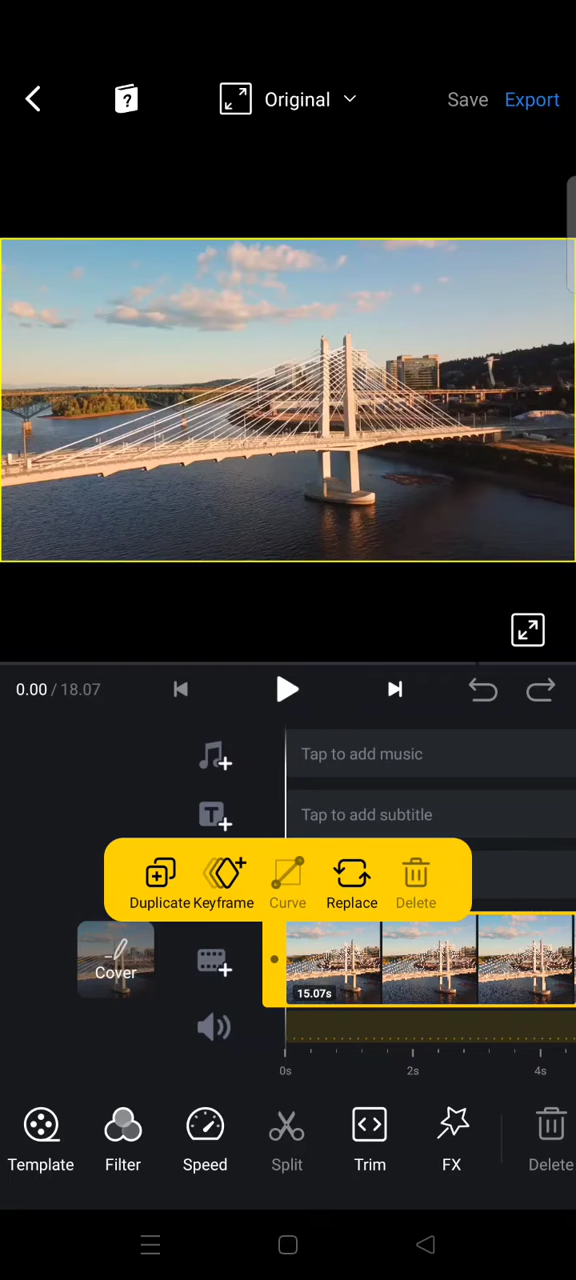 Original
Save
Export
0.00 / 18.07
Tap to add music
T
Tap to add subtitle
Duplicate
Keyframe
Curve
Replace
Delete
Cover
15.07s
0s
2s
4s
Template
Filter
Speed
Split
Trim
FX
Delete